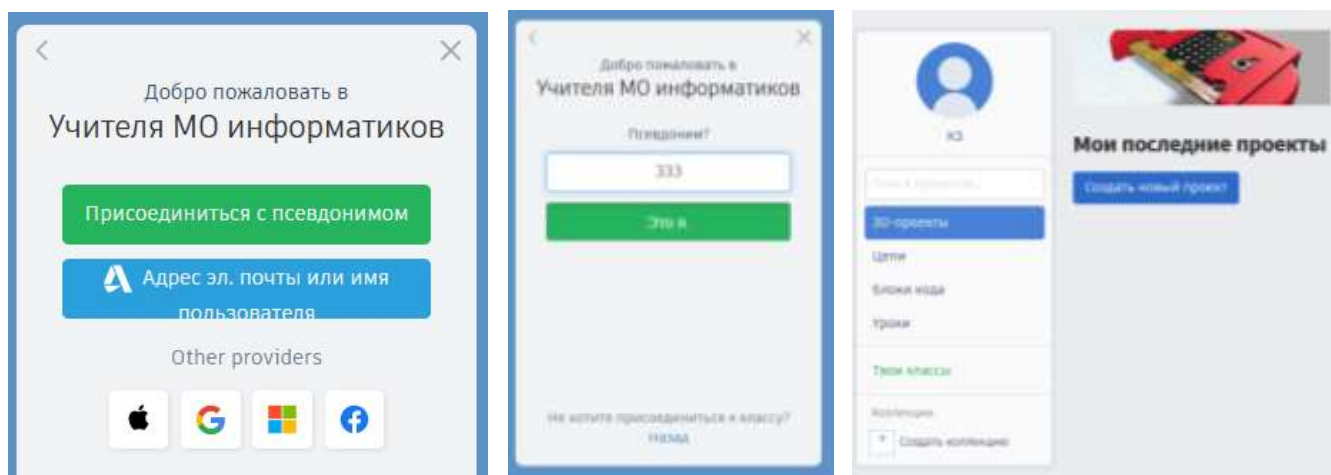 Добро пожаловать в
Учителя МО информатиков
Присоединиться с псевдонимом
Адрес эл. почты или имя
пользователя
Other providers
Добро пожаловать в
Учителя МО информатиков
Псевдоним?
333
Это я
Не хотите присоединиться к классу?
Назад
Мои последние проекты
Создать новый проект
3D-проекты
Цепи
Блоки кода
Уроки
Твои классы
Коллекции
Создать коллекцию